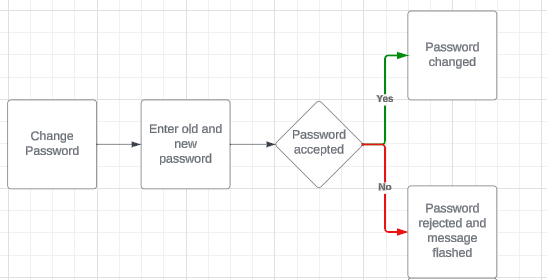 Password
changed
Yes
Change
Password
Enter old and
new
password
Password
accepted
No
Password
rejected and
message
flashed